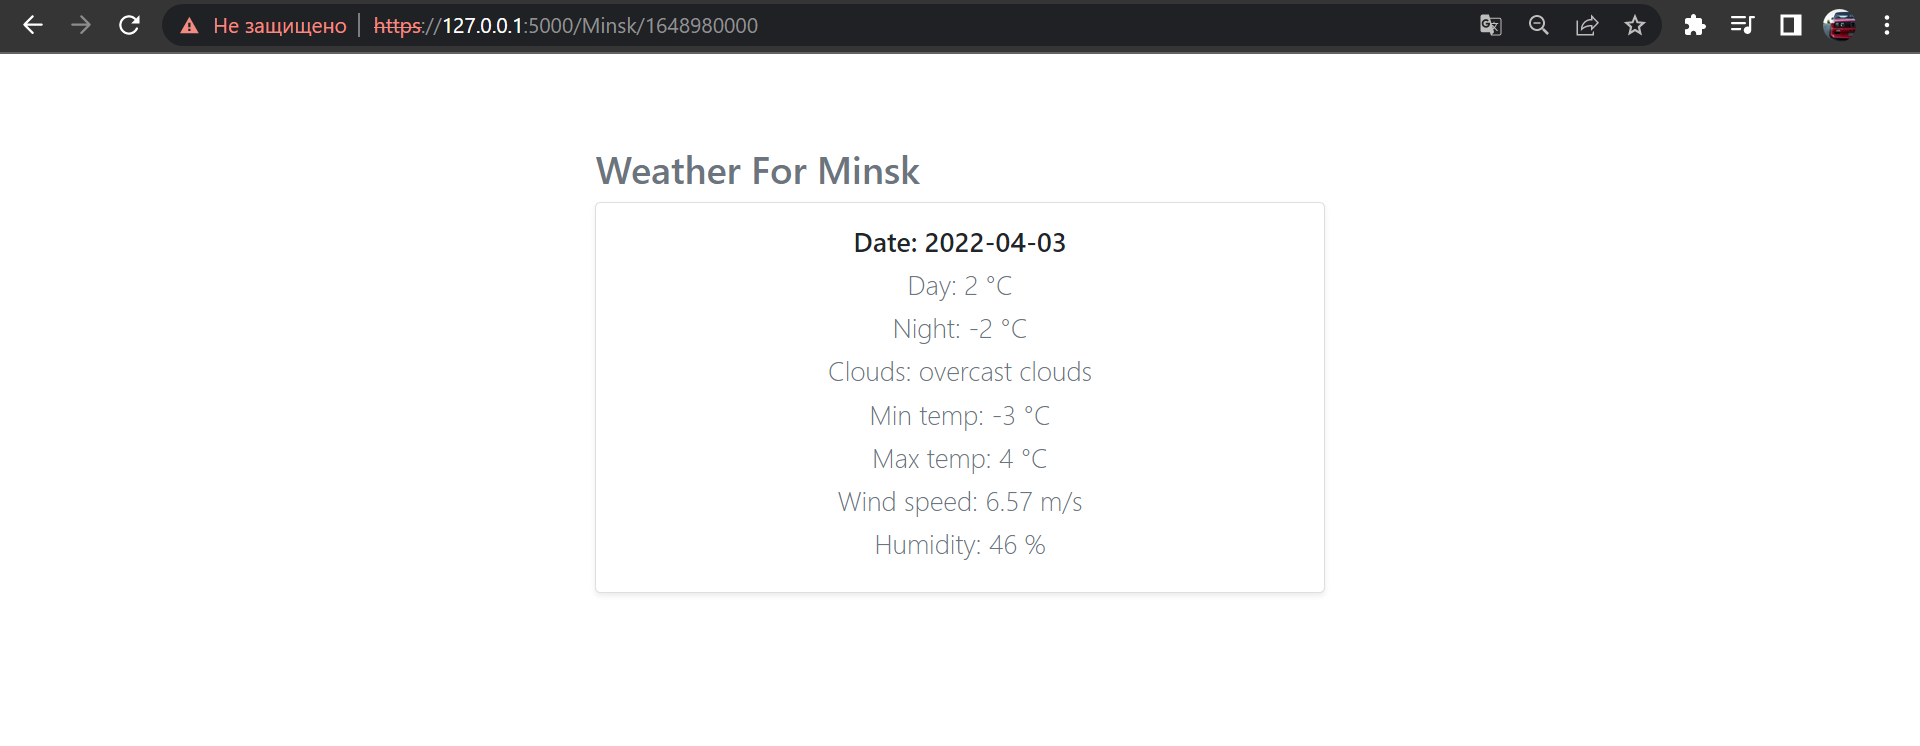 Не защищено https://127.0.0.1:5000/Minsk/1648980000
Weather For Minsk
Date: 2022-04-03
Day: 2 °C
Night: -2 °C
Clouds: overcast clouds
Min temp: -3 °C
Max temp: 4 °C
Wind speed: 6.57 m/s
Humidity: 46 %